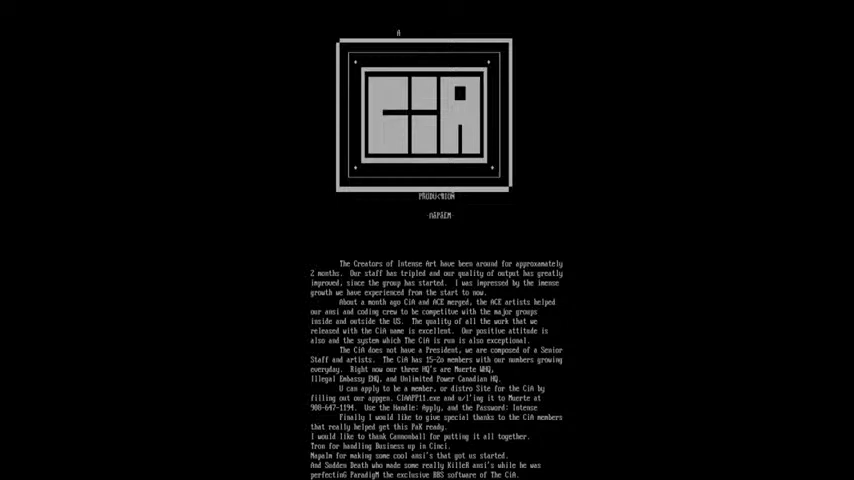 A
CiA
PRODUCTION
-NAPALM-
The Creators of Intense Art have been around for approxamately
2 months. Our staff has tripled and our quality of output has greatly
improved, since the group has started. I was impressed by the imense
growth we have experienced from the start to now.
About a month ago CiA and ACE merged, the ACE artists helped
our ansi and coding crew to be competitve with the major groups
inside and outside the US. The quality of all the work that we
released with the CiA name is excellent. Our positive attitude is
also and the system which The CiA is run is also exceptional.
The CiA does not have a President, we are composed of a Senior
Staff and artists. The CiA has 15-2o members with our numbers growing
everyday. Right now our three HQ's are Muerte WHQ,
Illegal Embassy EHQ, and Unlimited Power Canadian HQ.
U can apply to be a member, or distro Site for the CiA by
filling out our appgen. CIAAPP11.exe and u/l'ing it to Muerte at
908-647-1194. Use the Handle: Apply, and the Password: Intense
Finally I would like to give special thanks to the CiA members
that really helped get this PaK ready.
I would like to thank Cannonball for putting it all together.
Tron for handling Business up in Cinci.
Napalm for making some cool ansi's that got us started.
And Sudden Death who made some really KilleR ansi's while he was
perfectinG ParadigM the exclusive BBS software of The CiA.